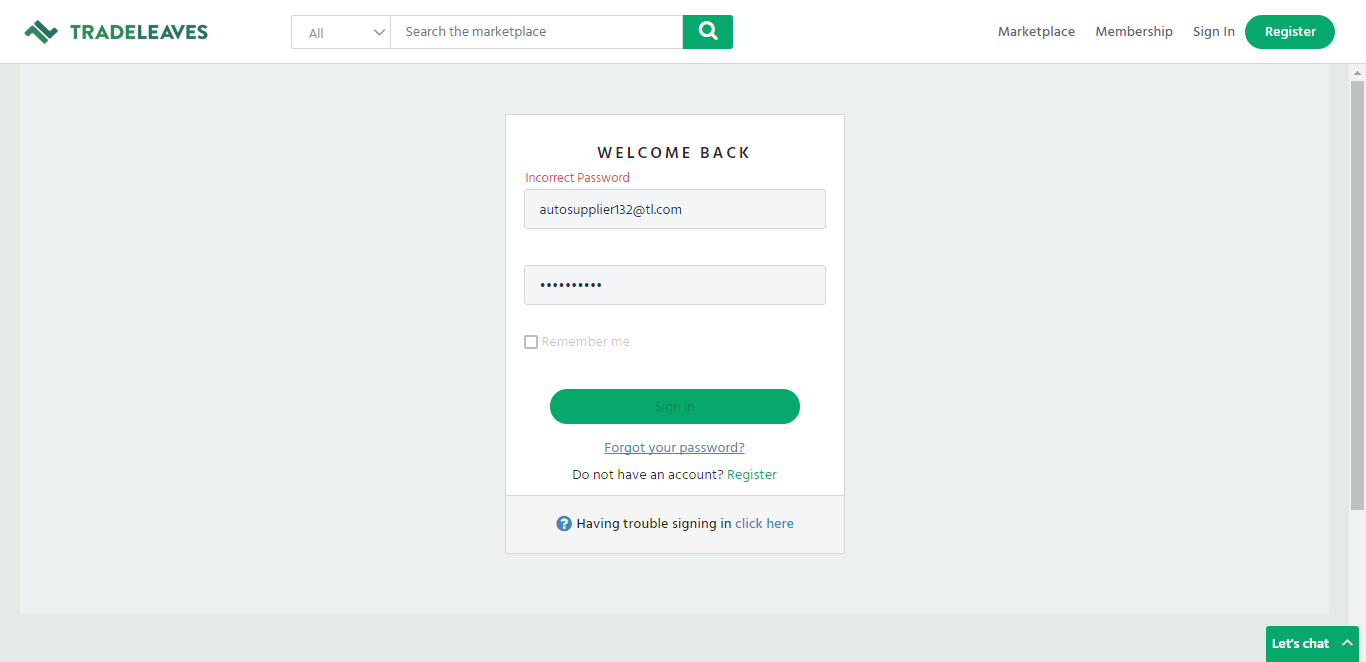 TRADELEAVES
All
Search the marketplace
Marketplace
Membership
Sign In
Register
WELCOME BACK
Incorrect Password
autosupplier132@tl.com
••••••••••
Remember me
Sign In
Forgot your password?
Do not have an account? Register
Having trouble signing in click here
Let's chat